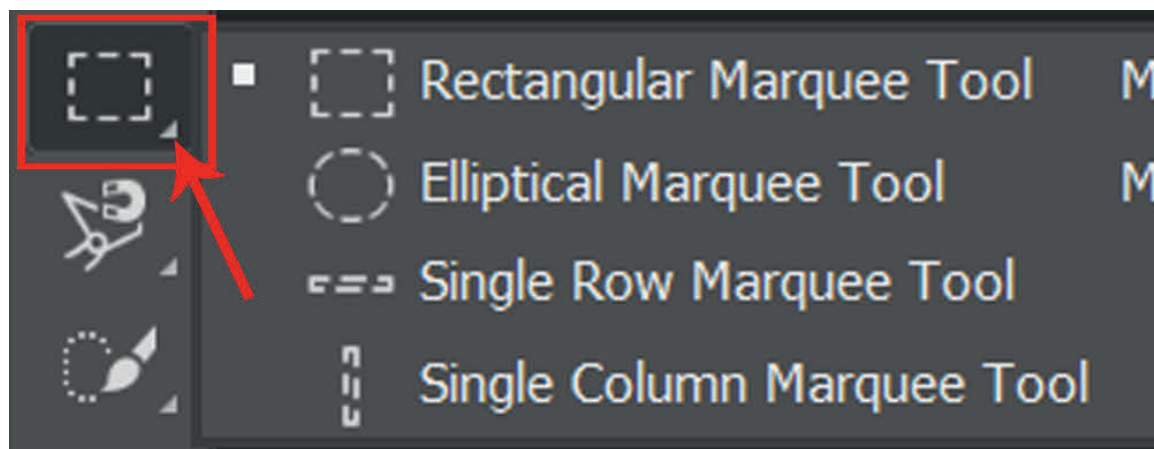 Rectangular Marquee Tool M
Elliptical Marquee Tool M
Single Row Marquee Tool
Single Column Marquee Tool